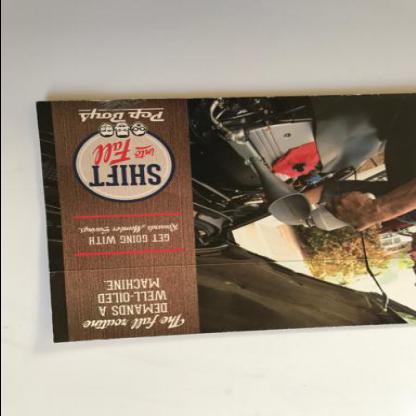 The fall routine
DEMANDS A
WELL-OILED
MACHINE
GET GOING WITH
Rewards Member Savings.
SHIFT
into Fall
Pep Boys